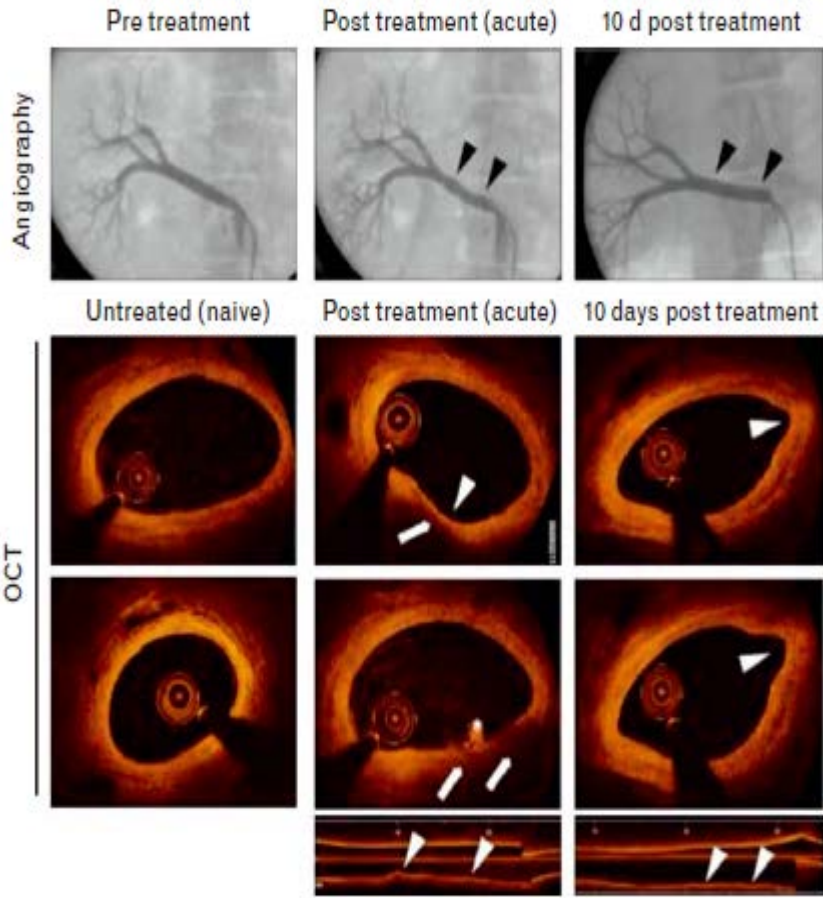 Pre treatment
Post treatment (acute)
10 d post treatment
Angiography
Untreated (naive)
Post treatment (acute)
10 days post treatment
OCT